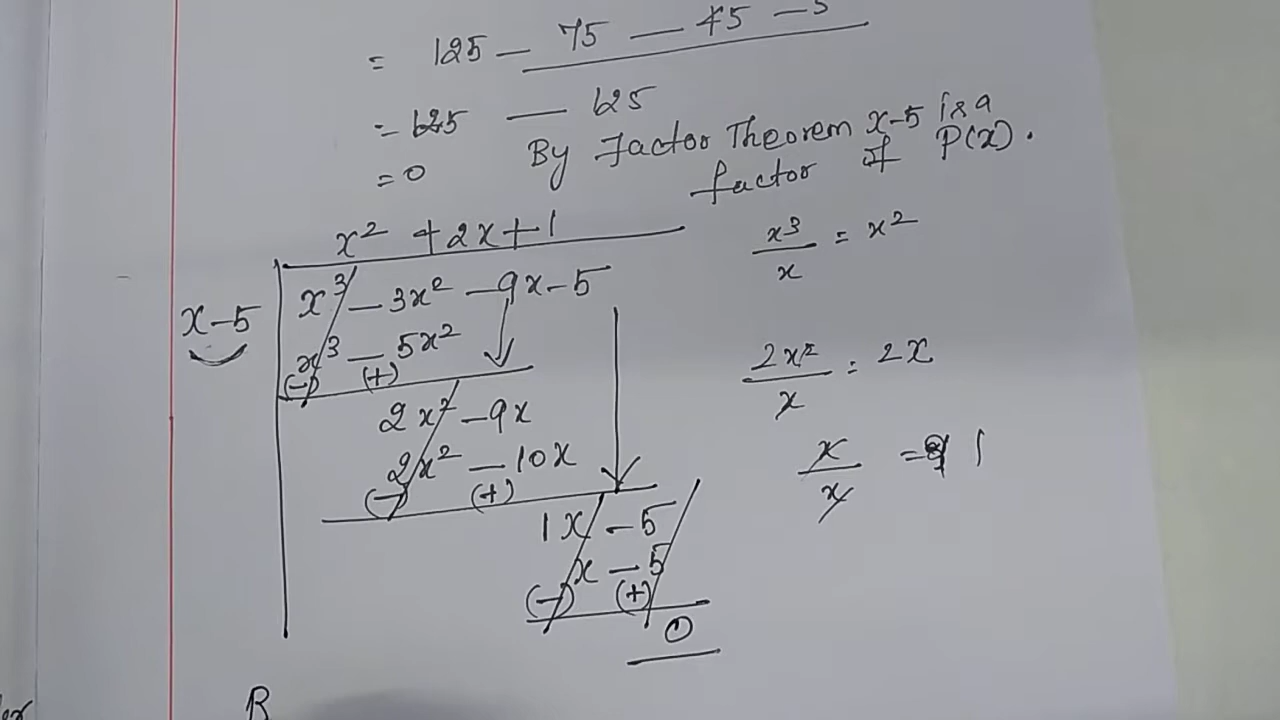 = 125 — 75 — 45 — 5
= 125 — 125
= 0 By Factor Theorem x-5 is a
factor of P(x).
x² + 2x + 1
x³/x = x²
x-5 x³ — 3x² — 9x - 5
x³ — 5x²
(-) (+)
2x²/x = 2x
2x² - 9x
2x² — 10x
(-) (+)
x/x = 1
1x - 5
x - 5
(-) (+)
0
B